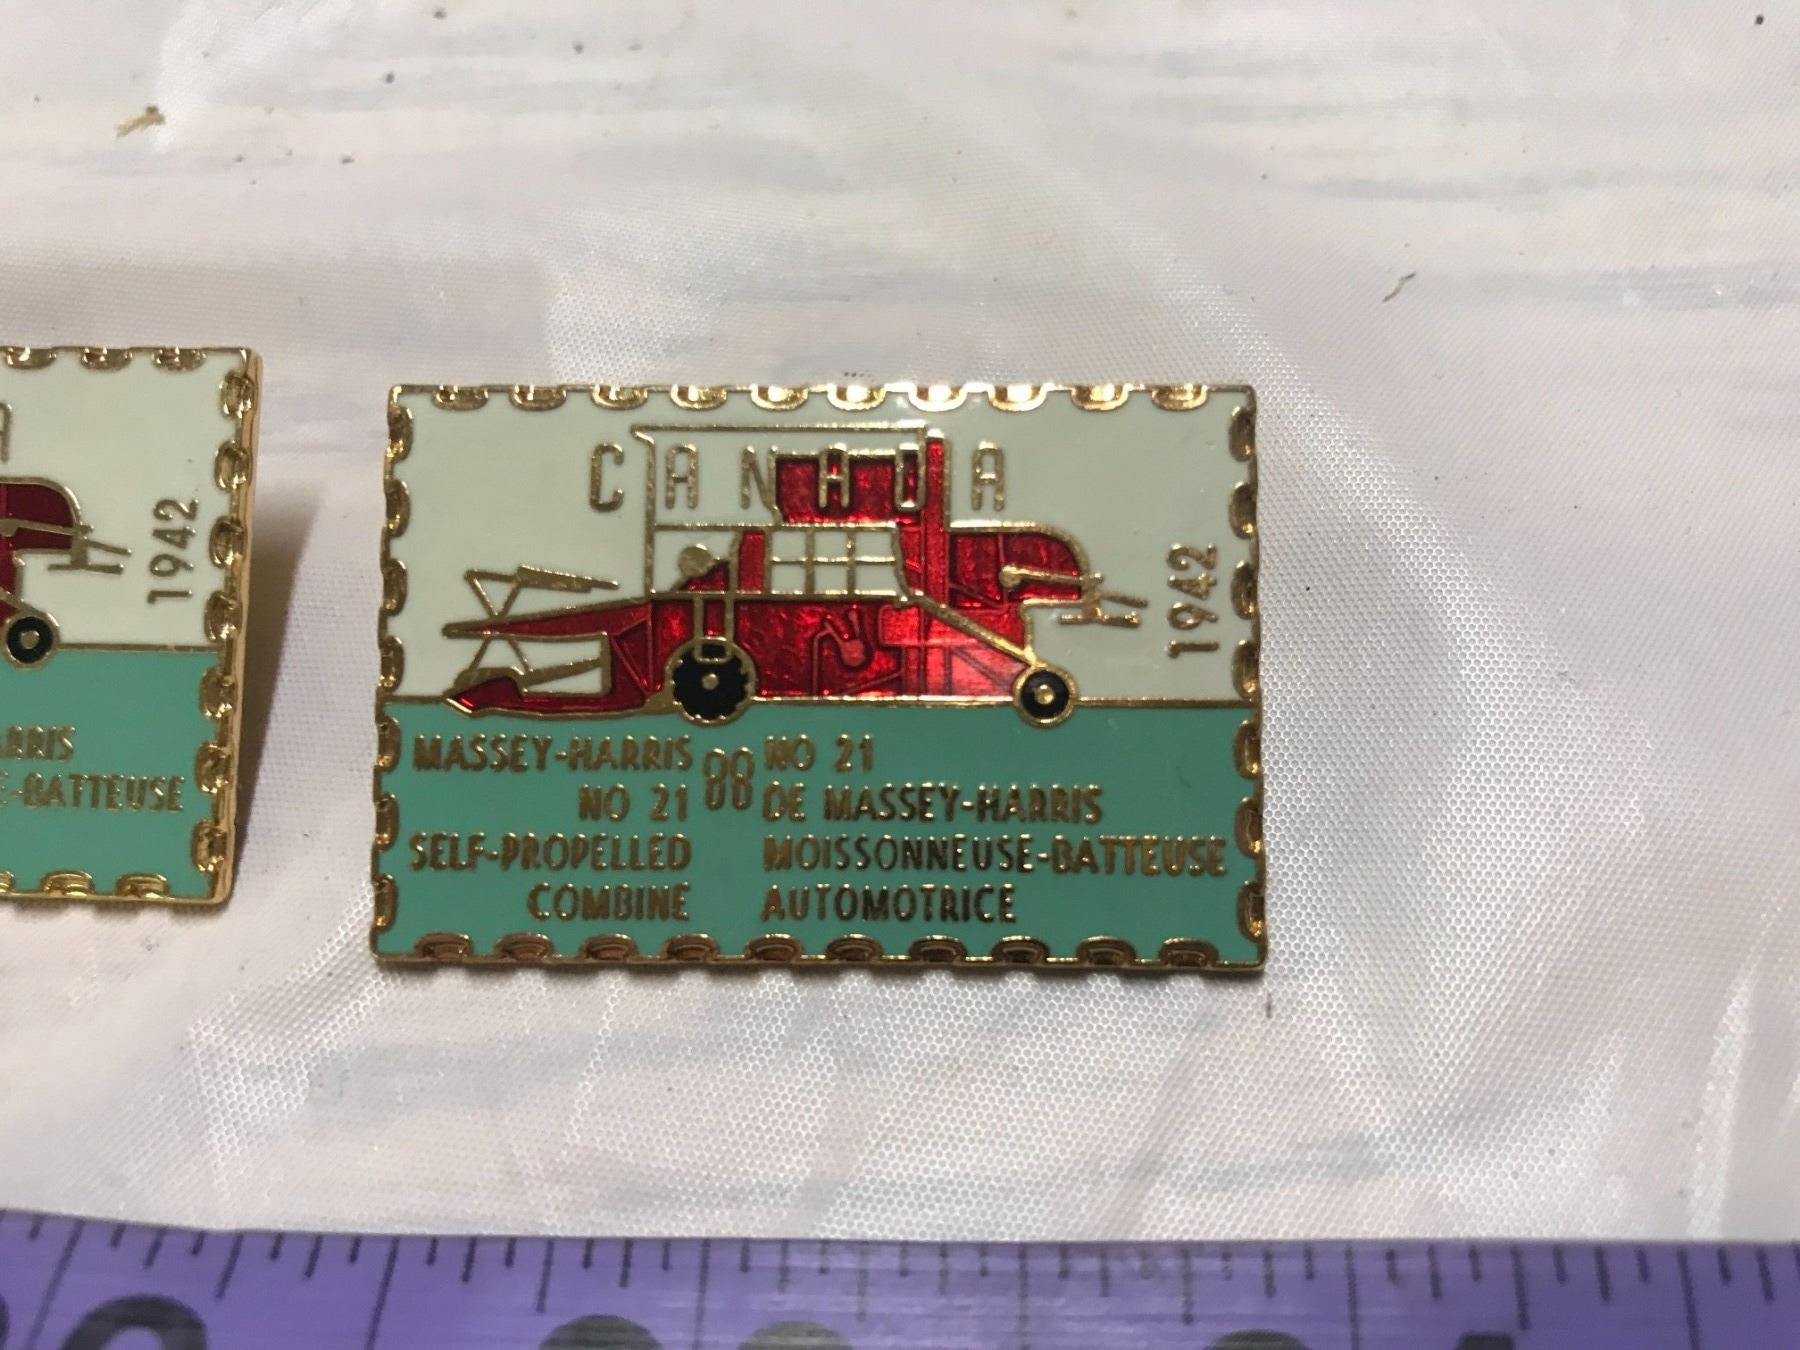 A
1942
ARRIS
E-BATTEUSE
CANADA
1942
MASSEY-HARRIS
NO 21
SELF-PROPELLED
COMBINE
88
NO 21
DE MASSEY-HARRIS
MOISSONNEUSE-BATTEUSE
AUTOMOTRICE